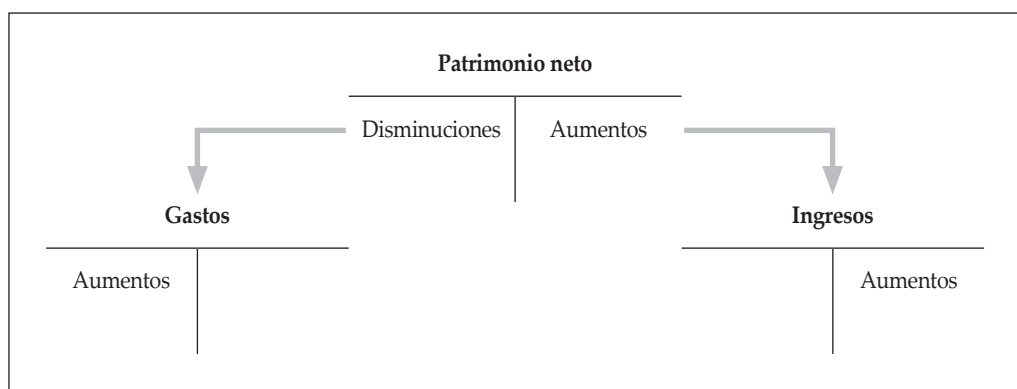 Patrimonio neto
Disminuciones Aumentos
Gastos Ingresos
Aumentos Aumentos